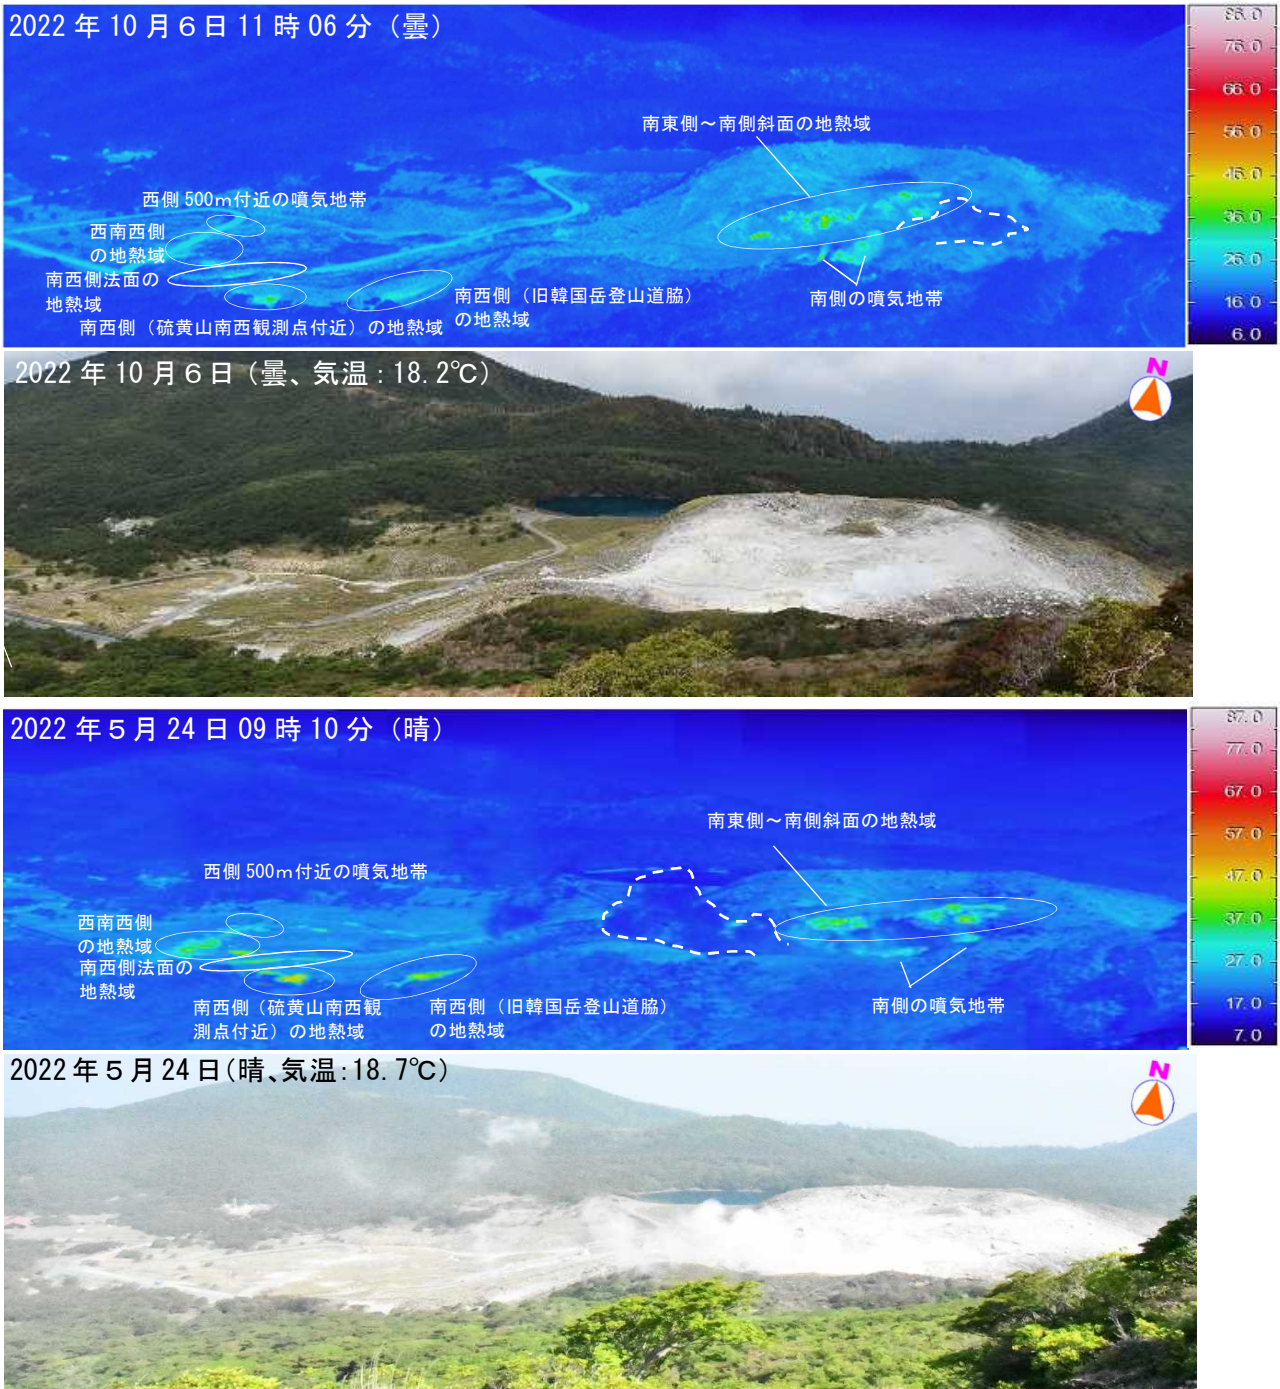 2022年10月6日11時06分（曇）
86.0
76.0
66.0
56.0
46.0
36.0
26.0
16.0
6.0
南東側～南側斜面の地熱域
西側500m付近の噴気地帯
西南西側
の地熱域
南西側法面の
地熱域
南西側（旧韓国岳登山道脇）
の地熱域
南側の噴気地帯
南西側（硫黄山南西観測点付近）の地熱域
2022年10月6日（曇、気温：18.2℃）
N
2022年5月24日09時10分（晴）
87.0
77.0
67.0
57.0
47.0
37.0
27.0
17.0
7.0
南東側～南側斜面の地熱域
西側500m付近の噴気地帯
西南西側
の地熱域
南西側法面の
地熱域
南西側（硫黄山南西観
測点付近）の地熱域
南西側（旧韓国岳登山道脇）
の地熱域
南側の噴気地帯
2022年5月24日（晴、気温：18.7℃）
N